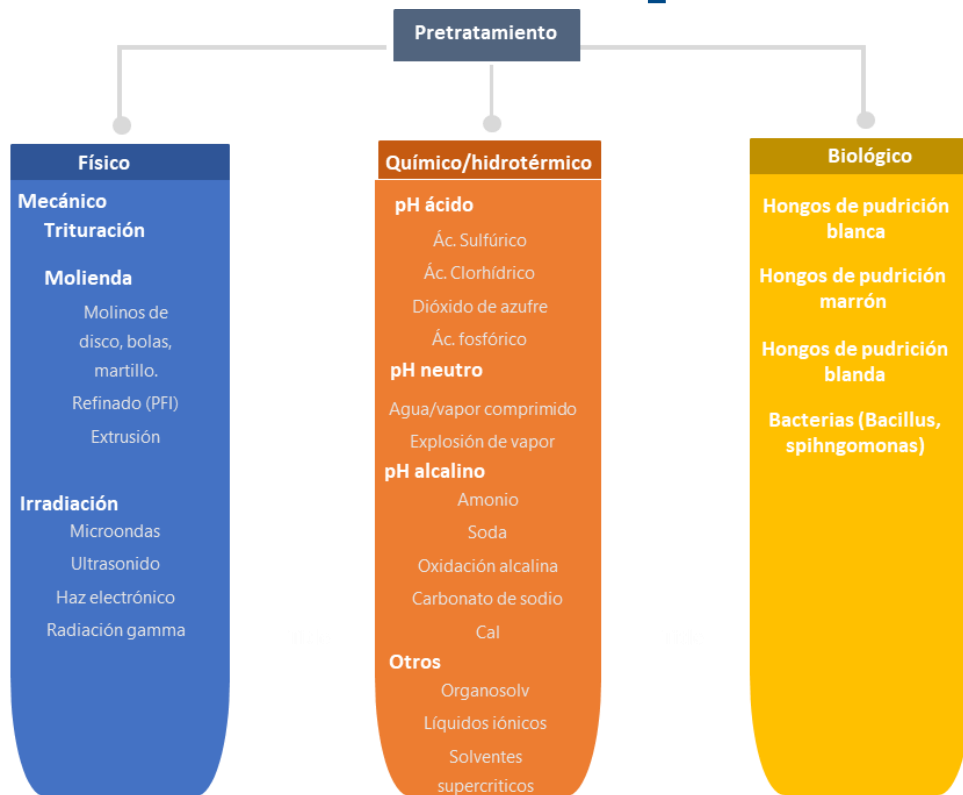 Pretratamiento
Físico
Mecánico
Trituración
Molienda
Molinos de
disco, bolas,
martillo.
Refinado (PFI)
Extrusión
Irradiación
Microondas
Ultrasonido
Haz electrónico
Radiación gamma
Químico/hidrotérmico
pH ácido
Ác. Sulfúrico
Ác. Clorhídrico
Dióxido de azufre
Ác. fosfórico
pH neutro
Agua/vapor comprimido
Explosión de vapor
pH alcalino
Amonio
Soda
Oxidación alcalina
Carbonato de sodio
Cal
Otros
Organosolv
Líquidos iónicos
Solventes
supercriticos
Biológico
Hongos de pudrición
blanca
Hongos de pudrición
marrón
Hongos de pudrición
blanda
Bacterias (Bacillus,
spihngomonas)